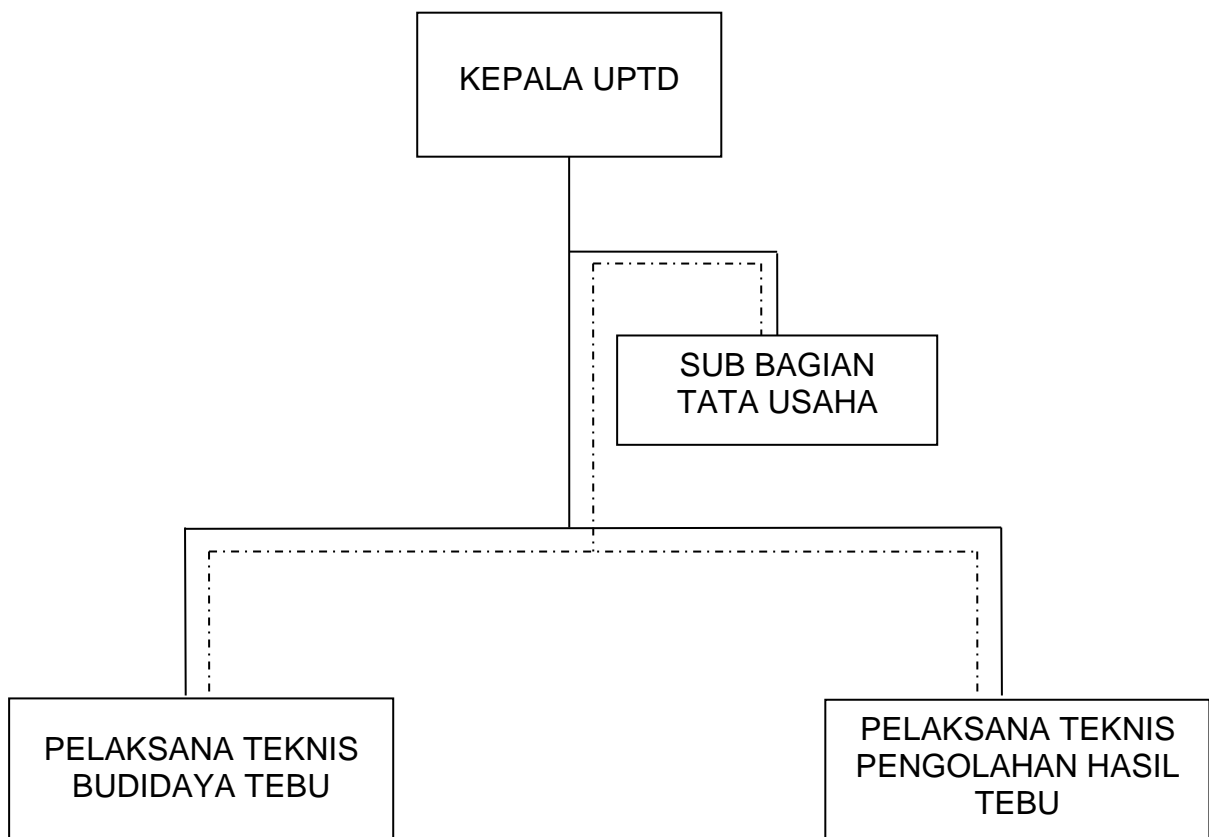 KEPALA UPTD
SUB BAGIAN
TATA USAHA
PELAKSANA TEKNIS
BUDIDAYA TEBU
PELAKSANA TEKNIS
PENGOLAHAN HASIL
TEBU